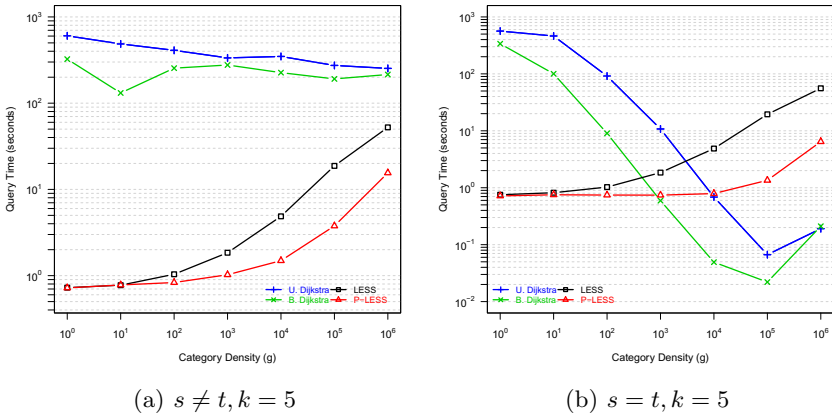 Query Time (seconds)
10³
10²
10¹
10⁰
U. Dijkstra
B. Dijkstra
LESS
P−LESS
10⁰ 10¹ 10² 10³ 10⁴ 10⁵ 10⁶
Category Density (g)
(a) s ≠ t, k = 5
Query Time (seconds)
10³
10²
10¹
10⁰
10⁻¹
10⁻²
U. Dijkstra
B. Dijkstra
LESS
P−LESS
10⁰ 10¹ 10² 10³ 10⁴ 10⁵ 10⁶
Category Density (g)
(b) s = t, k = 5